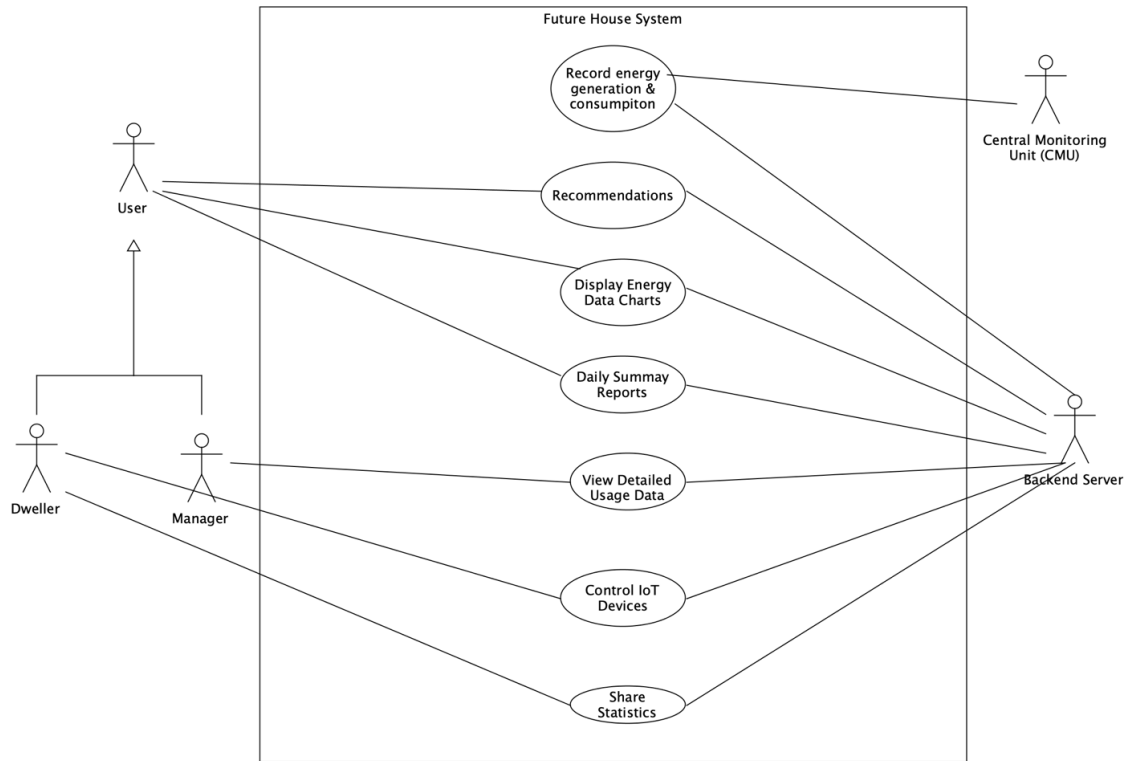 Future House System
Record energy
generation &
consumpiton
Central Monitoring
Unit (CMU)
User
Recommendations
Display Energy
Data Charts
Daily Summay
Reports
Dweller
Manager
View Detailed
Usage Data
Backend Server
Control IoT
Devices
Share
Statistics